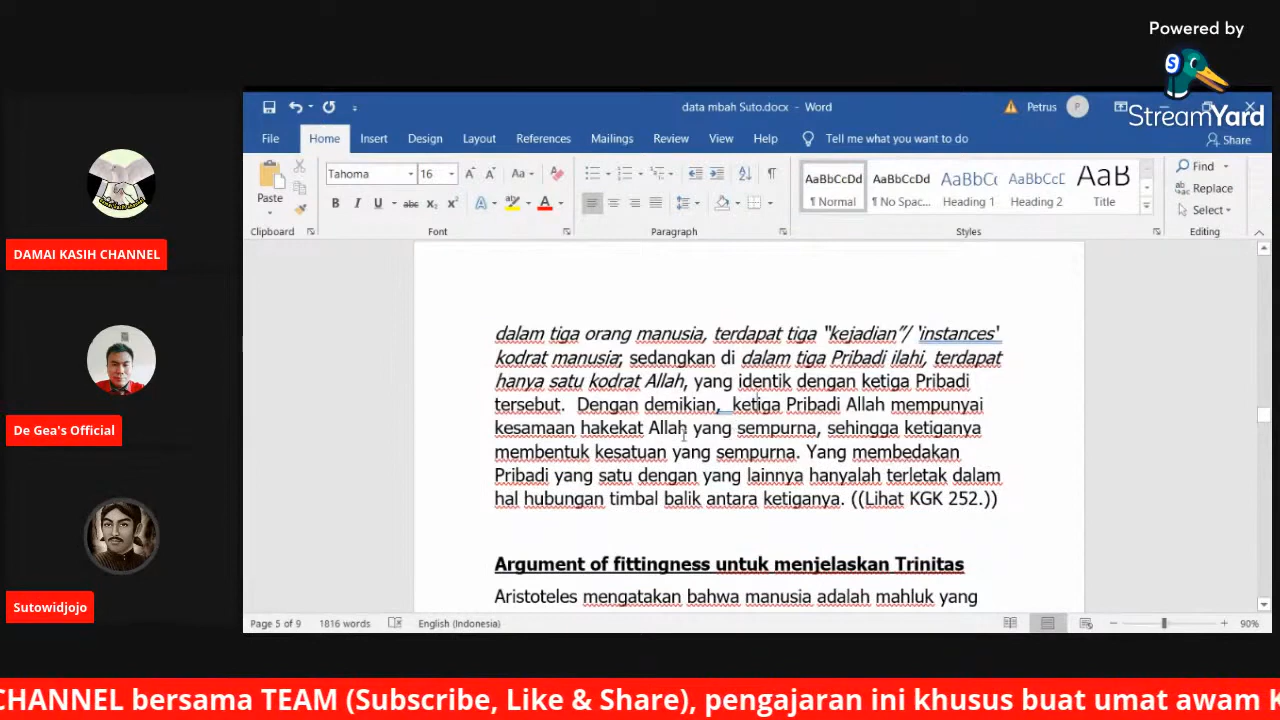 Powered by
StreamYard
data mbah Suto.docx - Word
Petrus
P
File Home Insert Design Layout References Mailings Review View Help Tell me what you want to do
Share
Paste
Clipboard
Tahoma 16
Font
Paragraph
AaBbCcDd AaBbCcDd AaBbCc AaBbCcE AaB
¶ Normal ¶ No Spac... Heading 1 Heading 2 Title
Styles
Find
Replace
Select
Editing
DAMAI KASIH CHANNEL
De Gea's Official
Sutowidjojo
dalam tiga orang manusia, terdapat tiga “kejadian”/ ‘instances'
kodrat manusia; sedangkan di dalam tiga Pribadi ilahi, terdapat
hanya satu kodrat Allah, yang identik dengan ketiga Pribadi
tersebut. Dengan demikian, ketiga Pribadi Allah mempunyai
kesamaan hakekat Allah yang sempurna, sehingga ketiganya
membentuk kesatuan yang sempurna. Yang membedakan
Pribadi yang satu dengan yang lainnya hanyalah terletak dalam
hal hubungan timbal balik antara ketiganya. ((Lihat KGK 252.))
Argument of fittingness untuk menjelaskan Trinitas
Aristoteles mengatakan bahwa manusia adalah mahluk yang
Page 5 of 9 1816 words English (Indonesia) 90%
CHANNEL bersama TEAM (Subscribe, Like & Share), pengajaran ini khusus buat umat awam K